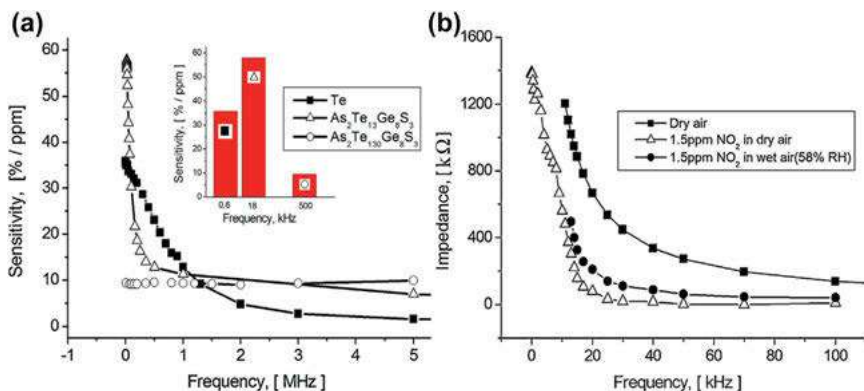 (a)
60
50
40
30
20
10
0
Sensitivity, [% / ppm]
-1 0 1 2 3 4 5
Frequency, [ MHz]
Sensitivity, [% / ppm]
60
50
40
30
20
10
0
0.6 18 500
Frequency, kHz
Te
As₂Te₁₃Ge₈S₃
As₂Te₁₃₀Ge₈S₃
(b)
1600
1200
800
400
0
Impedance, [ kΩ]
0 20 40 60 80 100
Frequency, [ kHz]
Dry air
1.5ppm NO₂ in dry air
1.5ppm NO₂ in wet air(58% RH)